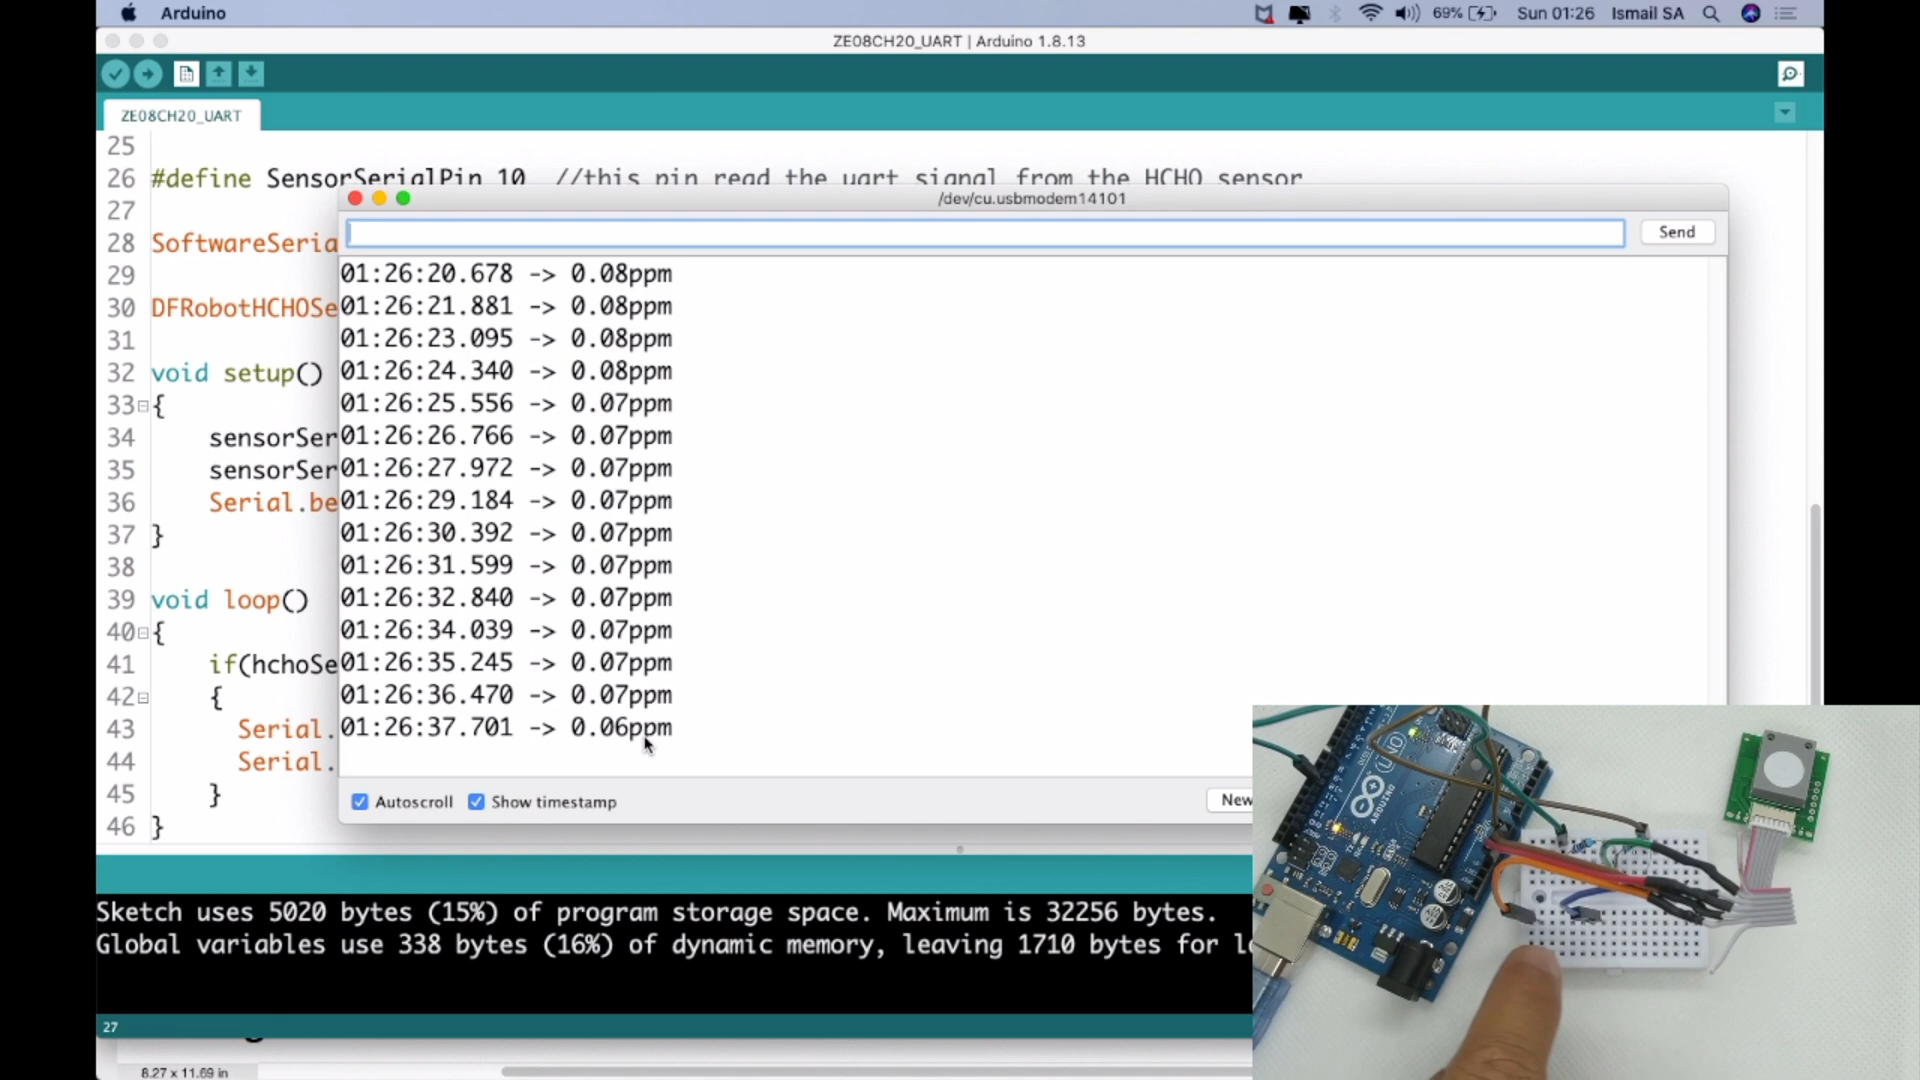 Arduino
69%
Sun 01:26
Ismail SA
ZE08CH20_UART | Arduino 1.8.13
ZE08CH20_UART
25
26 #define SensorSerialPin 10 //this pin read the uart signal from the HCHO sensor
27
/dev/cu.usbmodem14101
28 SoftwareSeria
Send
29
30 DFRobotHCHOSe
31
32 void setup()
33 {
34 sensorSer
35 sensorSer
36 Serial.be
37 }
38
39 void loop()
40 {
41 if(hchoSe
42 {
43 Serial.
44 Serial.
45 }
46 }
01:26:20.678 -> 0.08ppm
01:26:21.881 -> 0.08ppm
01:26:23.095 -> 0.08ppm
01:26:24.340 -> 0.08ppm
01:26:25.556 -> 0.07ppm
01:26:26.766 -> 0.07ppm
01:26:27.972 -> 0.07ppm
01:26:29.184 -> 0.07ppm
01:26:30.392 -> 0.07ppm
01:26:31.599 -> 0.07ppm
01:26:32.840 -> 0.07ppm
01:26:34.039 -> 0.07ppm
01:26:35.245 -> 0.07ppm
01:26:36.470 -> 0.07ppm
01:26:37.701 -> 0.06ppm
Autoscroll
Show timestamp
New
Sketch uses 5020 bytes (15%) of program storage space. Maximum is 32256 bytes.
Global variables use 338 bytes (16%) of dynamic memory, leaving 1710 bytes for l
27
8.27 x 11.69 in
UNO
ARDUINO